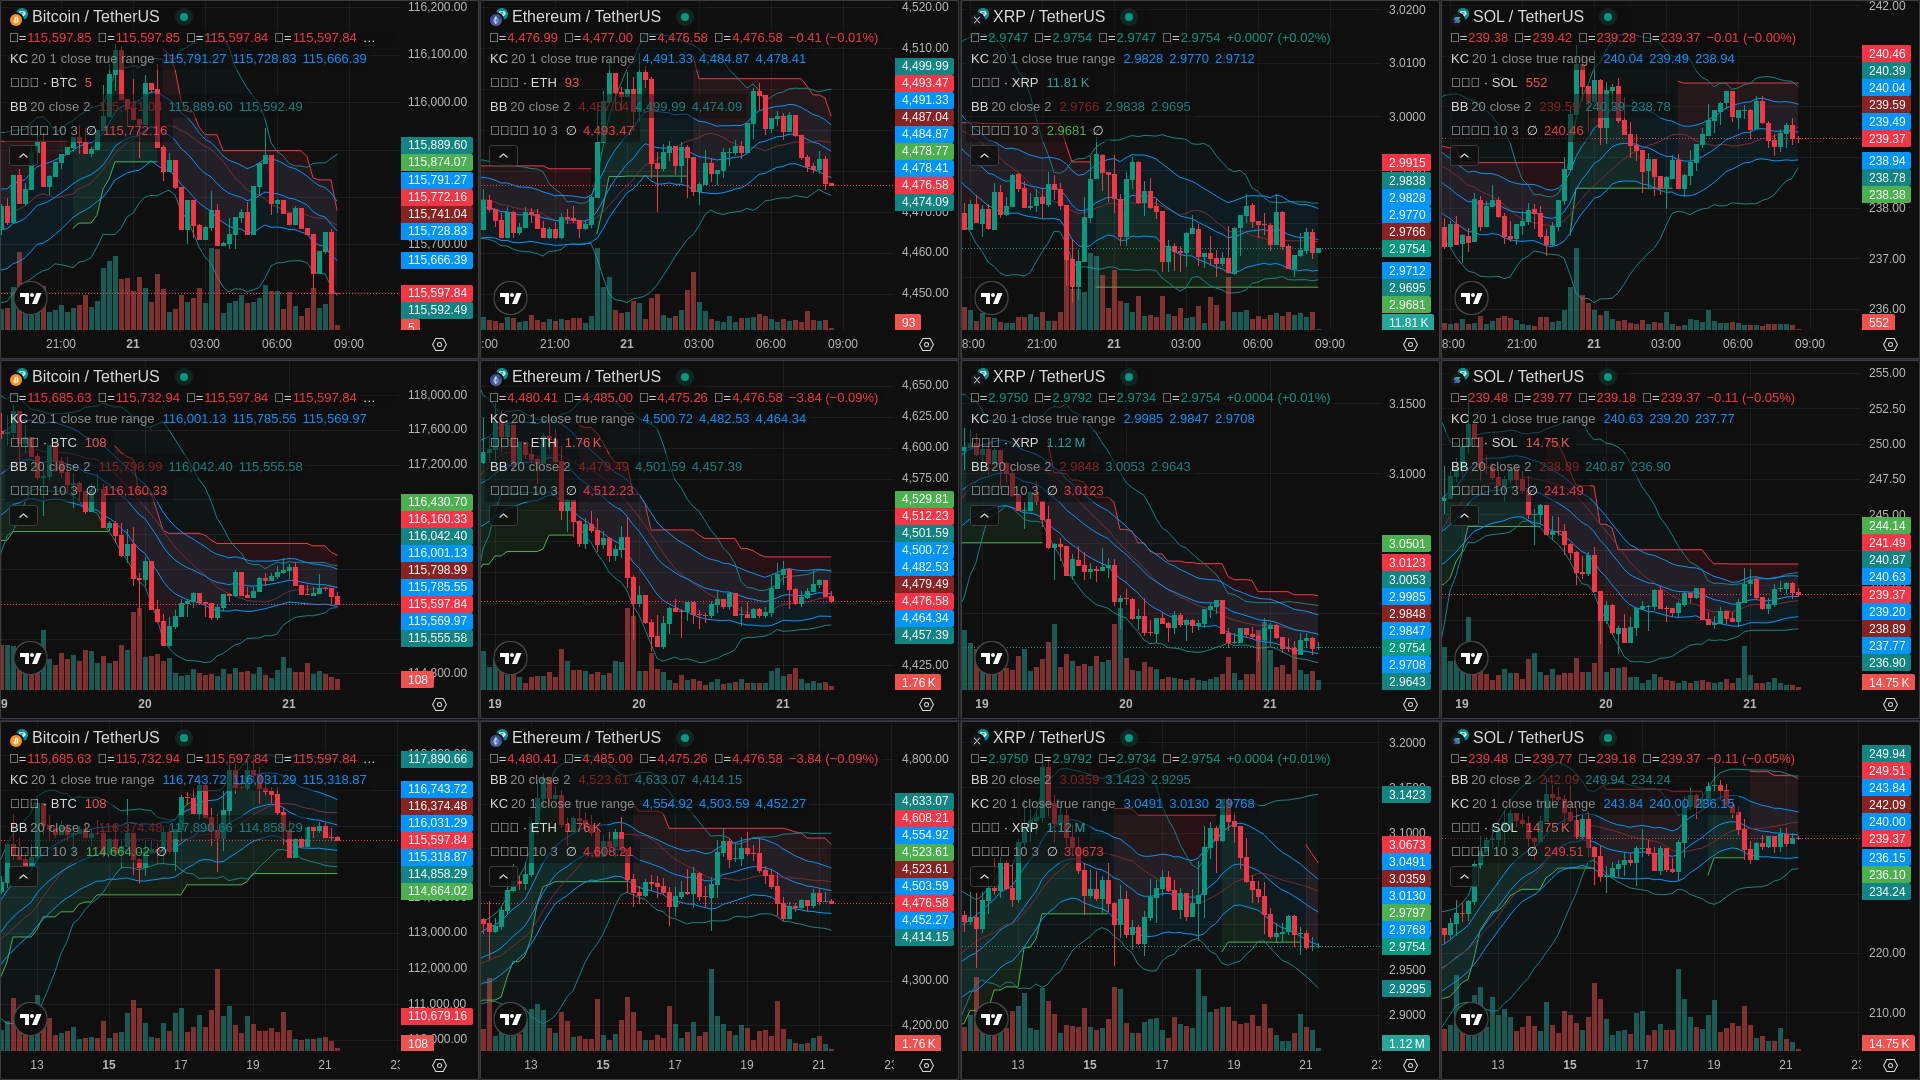 Bitcoin / TetherUS
=115,597.85 =115,597.85 =115,597.84 =115,597.84 ...
KC 20 1 close true range 115,791.27 115,728.83 115,666.39
· BTC 5
BB 20 close 2 115,889.60 115,592.49
10 3 ∅ 115,772.16
116,200.00
116,100.00
116,000.00
115,889.60
115,874.07
115,791.27
115,772.16
115,741.04
115,728.83
115,700.00
115,666.39
115,597.84
115,592.49
5
21:00 21 03:00 06:00 09:00
Ethereum / TetherUS
=4,476.99 =4,477.00 =4,476.58 =4,476.58 −0.41 (−0.01%)
KC 20 1 close true range 4,491.33 4,484.87 4,478.41
· ETH 93
BB 20 close 2 4,487.04 4,499.99 4,474.09
10 3 ∅ 4,493.47
4,520.00
4,510.00
4,499.99
4,493.47
4,491.33
4,487.04
4,484.87
4,478.77
4,478.41
4,476.58
4,474.09
4,470.00
4,460.00
4,450.00
93
:00 21:00 21 03:00 06:00 09:00
XRP / TetherUS
=2.9747 =2.9754 =2.9747 =2.9754 +0.0007 (+0.02%)
KC 20 1 close true range 2.9828 2.9770 2.9712
· XRP 11.81 K
BB 20 close 2 2.9766 2.9838 2.9695
10 3 2.9681 ∅
3.0200
3.0100
3.0000
2.9915
2.9838
2.9828
2.9770
2.9766
2.9754
2.9712
2.9695
2.9681
11.81 K
8:00 21:00 21 03:00 06:00 09:00
SOL / TetherUS
=239.38 =239.42 =239.28 =239.37 −0.01 (−0.00%)
KC 20 1 close true range 240.04 239.49 238.94
· SOL 552
BB 20 close 2 239.59 240.39 238.78
10 3 ∅ 240.46
242.00
240.46
240.39
240.04
239.59
239.49
239.37
238.94
238.78
238.38
238.00
237.00
236.00
552
8:00 21:00 21 03:00 06:00 09:00
Bitcoin / TetherUS
=115,685.63 =115,732.94 =115,597.84 =115,597.84 ...
KC 20 1 close true range 116,001.13 115,785.55 115,569.97
· BTC 108
BB 20 close 2 115,798.99 116,042.40 115,555.58
10 3 ∅ 116,160.33
118,000.00
117,600.00
117,200.00
116,430.70
116,160.33
116,042.40
116,001.13
115,798.99
115,785.55
115,597.84
115,569.97
115,555.58
108
19 20 21
Ethereum / TetherUS
=4,480.41 =4,485.00 =4,475.26 =4,476.58 −3.84 (−0.09%)
KC 20 1 close true range 4,500.72 4,482.53 4,464.34
· ETH 1.76 K
BB 20 close 2 4,479.49 4,501.59 4,457.39
10 3 ∅ 4,512.23
4,650.00
4,625.00
4,600.00
4,575.00
4,529.81
4,512.23
4,501.59
4,500.72
4,482.53
4,479.49
4,476.58
4,464.34
4,457.39
4,425.00
1.76 K
19 20 21
XRP / TetherUS
=2.9750 =2.9792 =2.9734 =2.9754 +0.0004 (+0.01%)
KC 20 1 close true range 2.9985 2.9847 2.9708
· XRP 1.12 M
BB 20 close 2 2.9848 3.0053 2.9643
10 3 ∅ 3.0123
3.1500
3.1000
3.0501
3.0123
3.0053
2.9985
2.9848
2.9847
2.9754
2.9708
2.9643
19 20 21
SOL / TetherUS
=239.48 =239.77 =239.18 =239.37 −0.11 (−0.05%)
KC 20 1 close true range 240.63 239.20 237.77
· SOL 14.75 K
BB 20 close 2 238.89 240.87 236.90
10 3 ∅ 241.49
255.00
252.50
250.00
247.50
245.00
244.14
241.49
240.87
240.63
239.37
239.20
238.89
237.77
236.90
14.75 K
19 20 21
Bitcoin / TetherUS
=115,685.63 =115,732.94 =115,597.84 =115,597.84 ...
KC 20 1 close true range 116,743.72 116,031.29 115,318.87
· BTC 108
BB 20 close 2 116,374.48 117,890.66 114,858.29
10 3 114,664.02 ∅
117,890.66
116,743.72
116,374.48
116,031.29
115,597.84
115,318.87
114,858.29
114,664.02
113,000.00
112,000.00
111,000.00
110,679.16
108
13 15 17 19 21
Ethereum / TetherUS
=4,480.41 =4,485.00 =4,475.26 =4,476.58 −3.84 (−0.09%)
BB 20 close 2 4,523.61 4,633.07 4,414.15
KC 20 1 close true range 4,554.92 4,503.59 4,452.27
· ETH 1.76 K
10 3 ∅ 4,608.21
4,800.00
4,633.07
4,608.21
4,554.92
4,523.61
4,523.61
4,503.59
4,476.58
4,452.27
4,414.15
4,300.00
4,200.00
1.76 K
13 15 17 19 21
XRP / TetherUS
=2.9750 =2.9792 =2.9734 =2.9754 +0.0004 (+0.01%)
BB 20 close 2 3.0359 3.1423 2.9295
KC 20 1 close true range 3.0491 3.0130 2.9768
· XRP 1.12 M
10 3 ∅ 3.0673
3.2000
3.1423
3.1000
3.0673
3.0491
3.0359
3.0130
2.9797
2.9768
2.9754
2.9500
2.9295
2.9000
1.12 M
13 15 17 19 21
SOL / TetherUS
=239.48 =239.77 =239.18 =239.37 −0.11 (−0.05%)
BB 20 close 2 242.09 249.94 234.24
KC 20 1 close true range 243.84 240.00 236.15
· SOL 14.75 K
10 3 ∅ 249.51
249.94
249.51
243.84
242.09
240.00
239.37
236.15
236.10
234.24
220.00
210.00
14.75 K
13 15 17 19 21